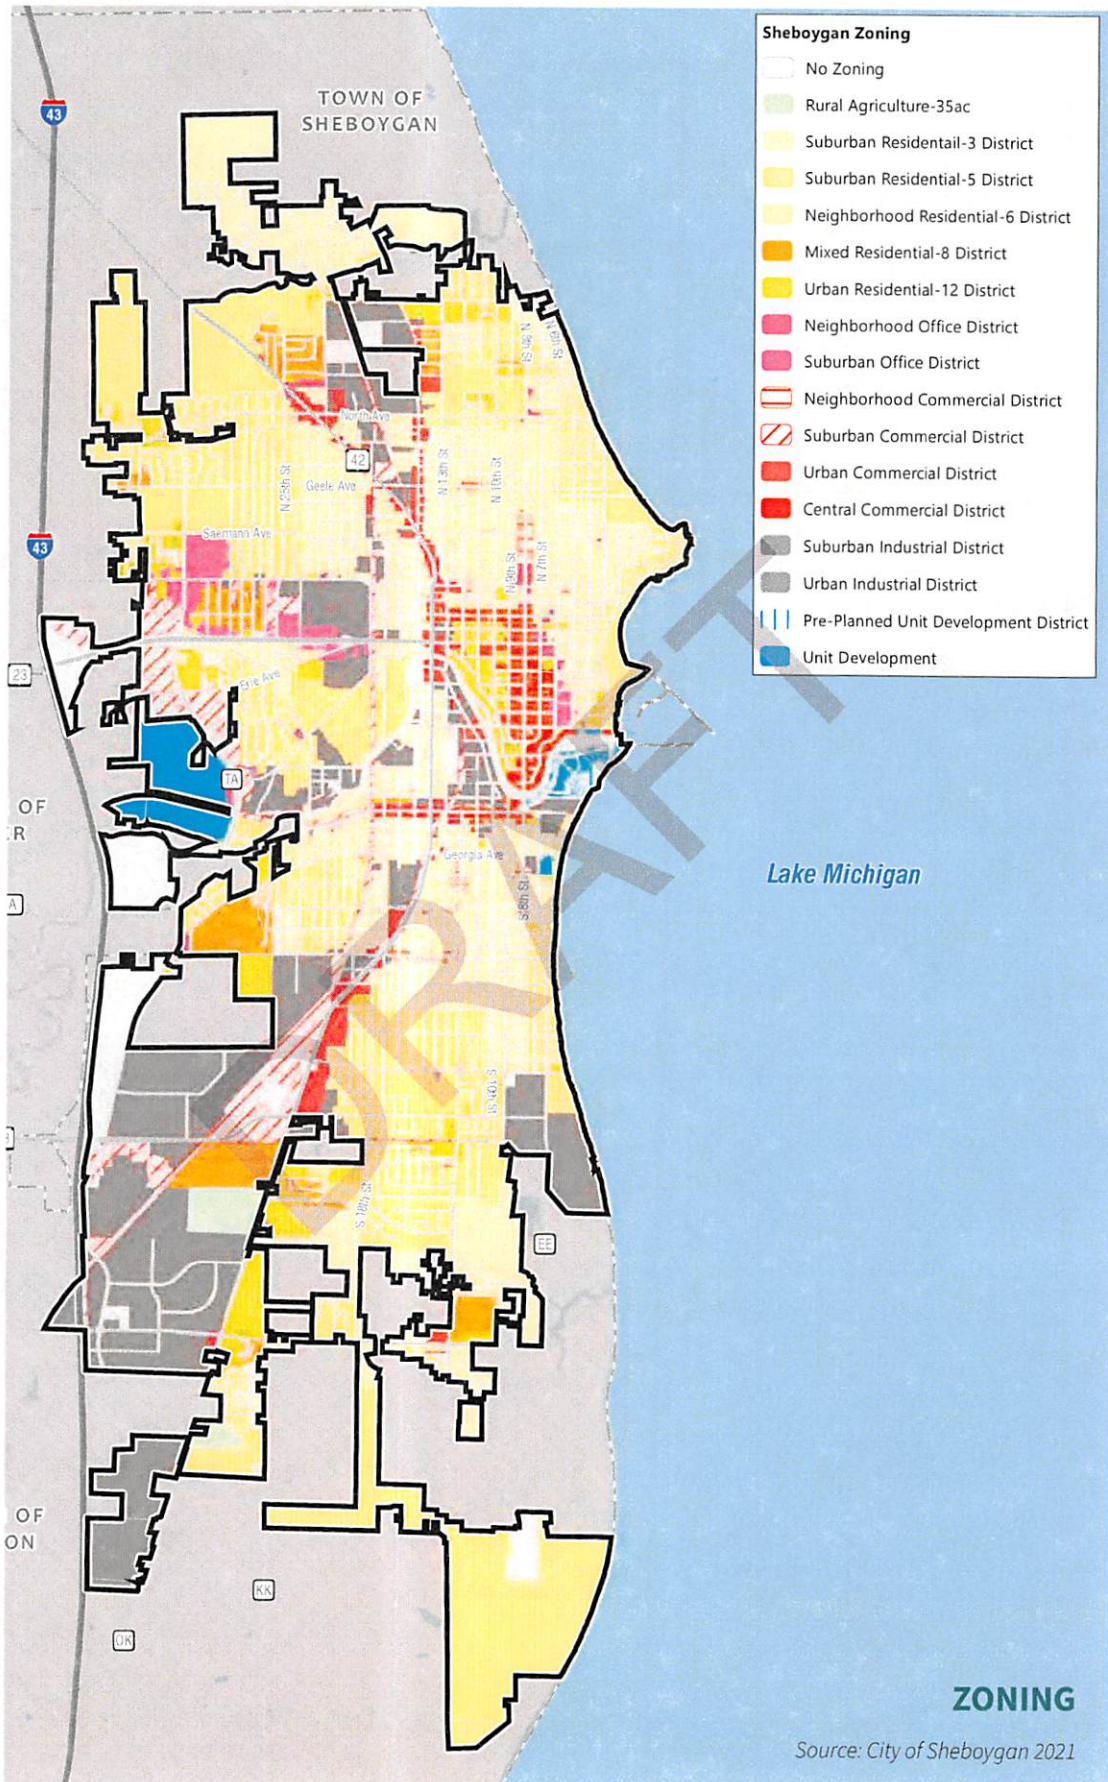 Sheboygan Zoning
No Zoning
Rural Agriculture-35ac
Suburban Residentail-3 District
Suburban Residential-5 District
Neighborhood Residential-6 District
Mixed Residential-8 District
Urban Residential-12 District
Neighborhood Office District
Suburban Office District
Neighborhood Commercial District
Suburban Commercial District
Urban Commercial District
Central Commercial District
Suburban Industrial District
Urban Industrial District
Pre-Planned Unit Development District
Unit Development
43
TOWN OF
SHEBOYGAN
N 6th St
North Ave
42
N 13th St
N 25th St
Geele Ave
N 10th St
43
Saemann Ave
N 9th St
N 7th St
23
Erie Ave
TA
OF
ER
Georgia Ave
Lake Michigan
A
S 8th St
DRAFT
S 10th St
S 18th St
EE
OF
ON
KK
OK
ZONING
Source: City of Sheboygan 2021